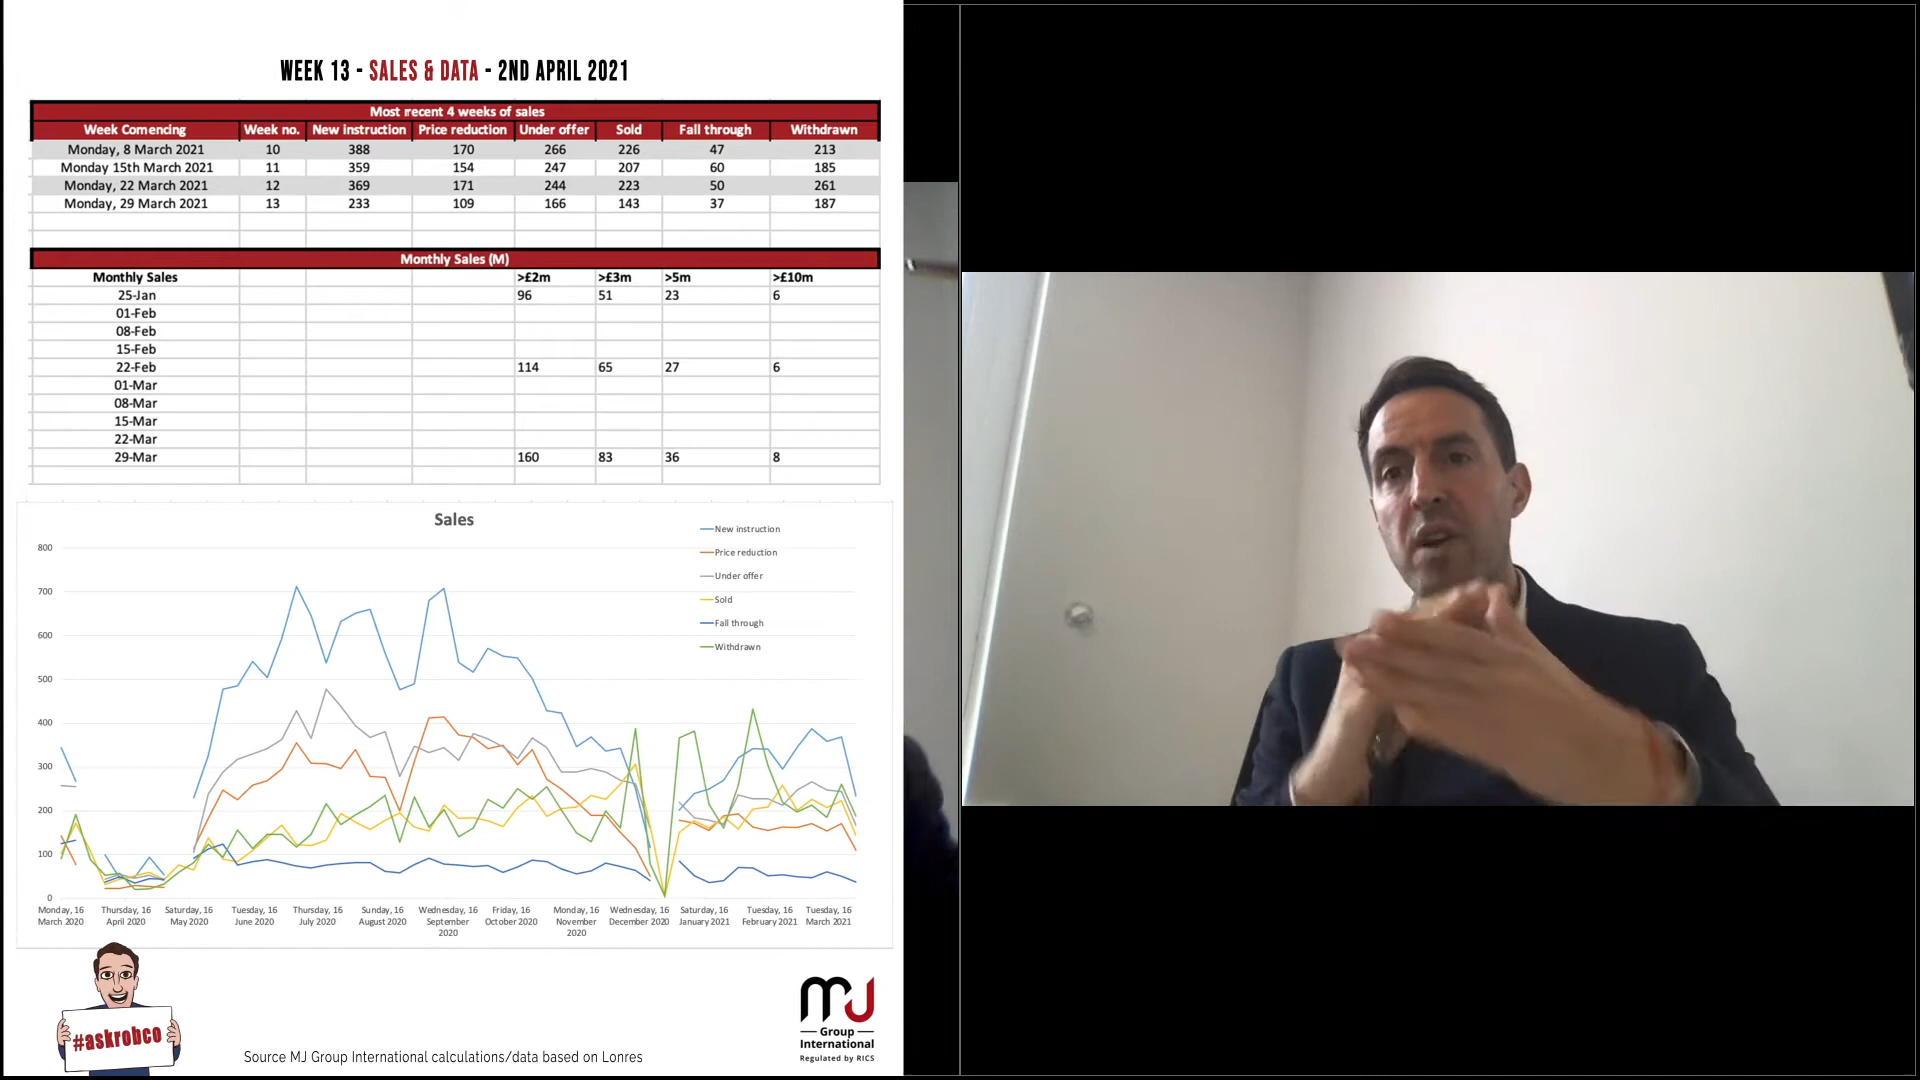 WEEK 13 - SALES & DATA - 2ND APRIL 2021
Most recent 4 weeks of sales
Week Comencing Week no. New instruction Price reduction Under offer Sold Fall through Withdrawn
Monday, 8 March 2021 10 388 170 266 226 47 213
Monday 15th March 2021 11 359 154 247 207 60 185
Monday, 22 March 2021 12 369 171 244 223 50 261
Monday, 29 March 2021 13 233 109 166 143 37 187
Monthly Sales (M)
Monthly Sales >£2m >£3m >5m >£10m
25-Jan 96 51 23 6
01-Feb
08-Feb
15-Feb
22-Feb 114 65 27 6
01-Mar
08-Mar
15-Mar
22-Mar
29-Mar 160 83 36 8
Sales
New instruction
Price reduction
Under offer
Sold
Fall through
Withdrawn
800
700
600
500
400
300
200
100
0
Monday, 16 March 2020
Thursday, 16 April 2020
Saturday, 16 May 2020
Tuesday, 16 June 2020
Thursday, 16 July 2020
Sunday, 16 August 2020
Wednesday, 16 September 2020
Friday, 16 October 2020
Monday, 16 November 2020
Wednesday, 16 December 2020
Saturday, 16 January 2021
Tuesday, 16 February 2021
Tuesday, 16 March 2021
#askrobco
Source MJ Group International calculations/data based on Lonres
MJ
Group
International
Regulated by RICS